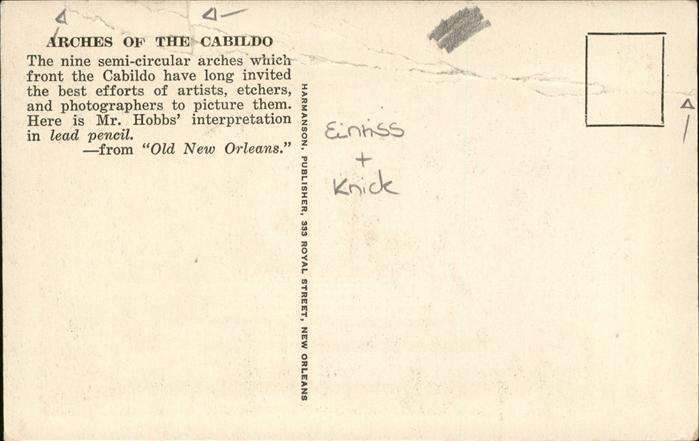 ARCHES OF THE CABILDO
The nine semi-circular arches which
front the Cabildo have long invited
the best efforts of artists, etchers,
and photographers to picture them.
Here is Mr. Hobbs' interpretation
in lead pencil.
—from "Old New Orleans."
HARMANSON, PUBLISHER, 333 ROYAL STREET, NEW ORLEANS
Einriss
+
Knick